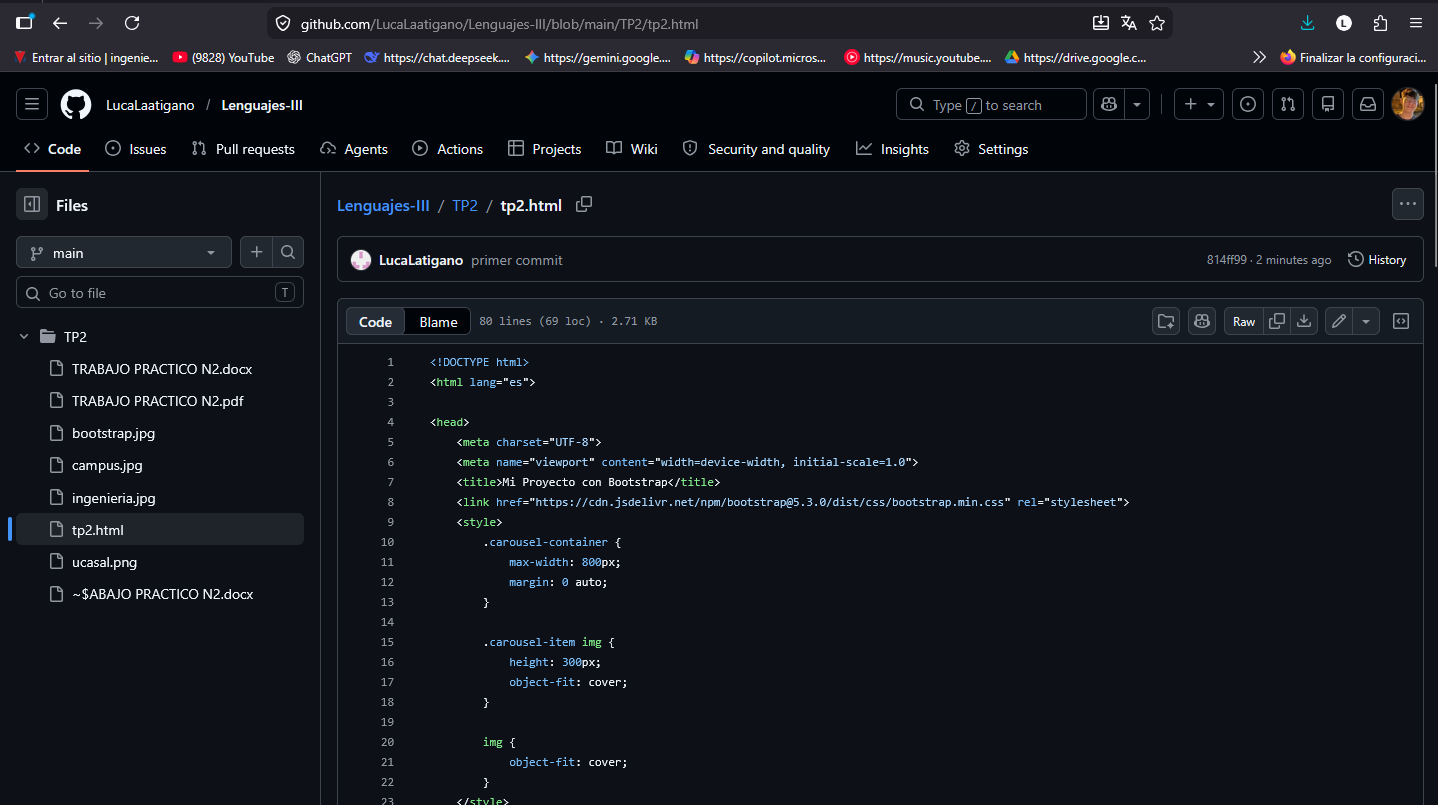 github.com/LucaLaatigano/Lenguajes-III/blob/main/TP2/tp2.html
L
Entrar al sitio | ingenie... (9828) YouTube ChatGPT https://chat.deepseek.... https://gemini.google.... https://copilot.micros... https://music.youtube.... https://drive.google.c... Finalizar la configuraci...
LucaLaatigano / Lenguajes-III Type / to search
Code Issues Pull requests Agents Actions Projects Wiki Security and quality Insights Settings
Files
main
Go to file T
TP2
TRABAJO PRACTICO N2.docx
TRABAJO PRACTICO N2.pdf
bootstrap.jpg
campus.jpg
ingenieria.jpg
tp2.html
ucasal.png
~$ABAJO PRACTICO N2.docx
Lenguajes-III / TP2 / tp2.html
LucaLatigano primer commit 814ff99 · 2 minutes ago History
Code Blame 80 lines (69 loc) · 2.71 KB Raw
1 <!DOCTYPE html>
2 <html lang="es">
3
4 <head>
5 <meta charset="UTF-8">
6 <meta name="viewport" content="width=device-width, initial-scale=1.0">
7 <title>Mi Proyecto con Bootstrap</title>
8 <link href="https://cdn.jsdelivr.net/npm/bootstrap@5.3.0/dist/css/bootstrap.min.css" rel="stylesheet">
9 <style>
10 .carousel-container {
11 max-width: 800px;
12 margin: 0 auto;
13 }
14
15 .carousel-item img {
16 height: 300px;
17 object-fit: cover;
18 }
19
20 img {
21 object-fit: cover;
22 }
23 </style>